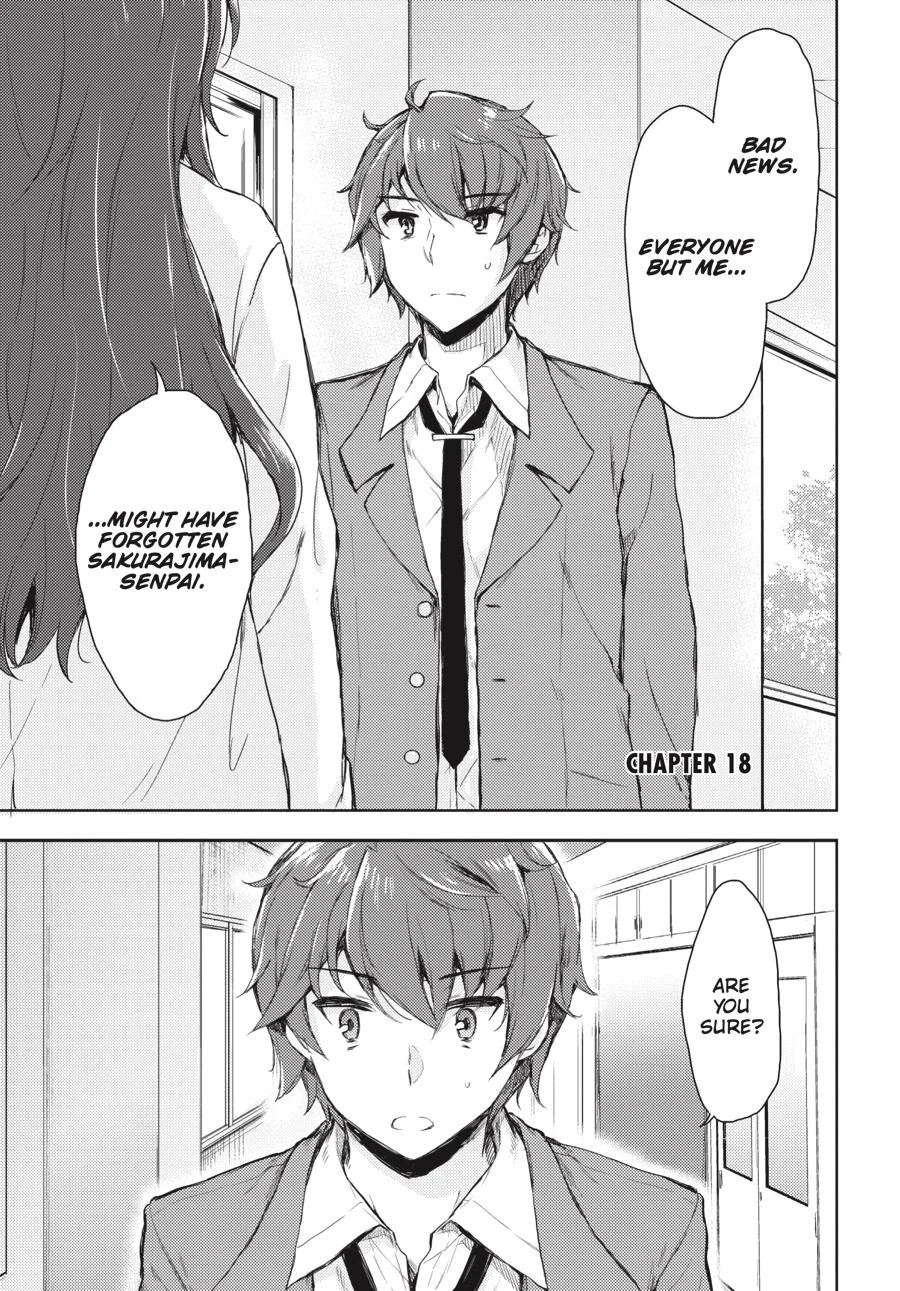 BAD
NEWS.
EVERYONE
BUT ME...
...MIGHT HAVE
FORGOTTEN
SAKURAJIMA-
SENPAI.
CHAPTER 18
ARE
YOU
SURE?